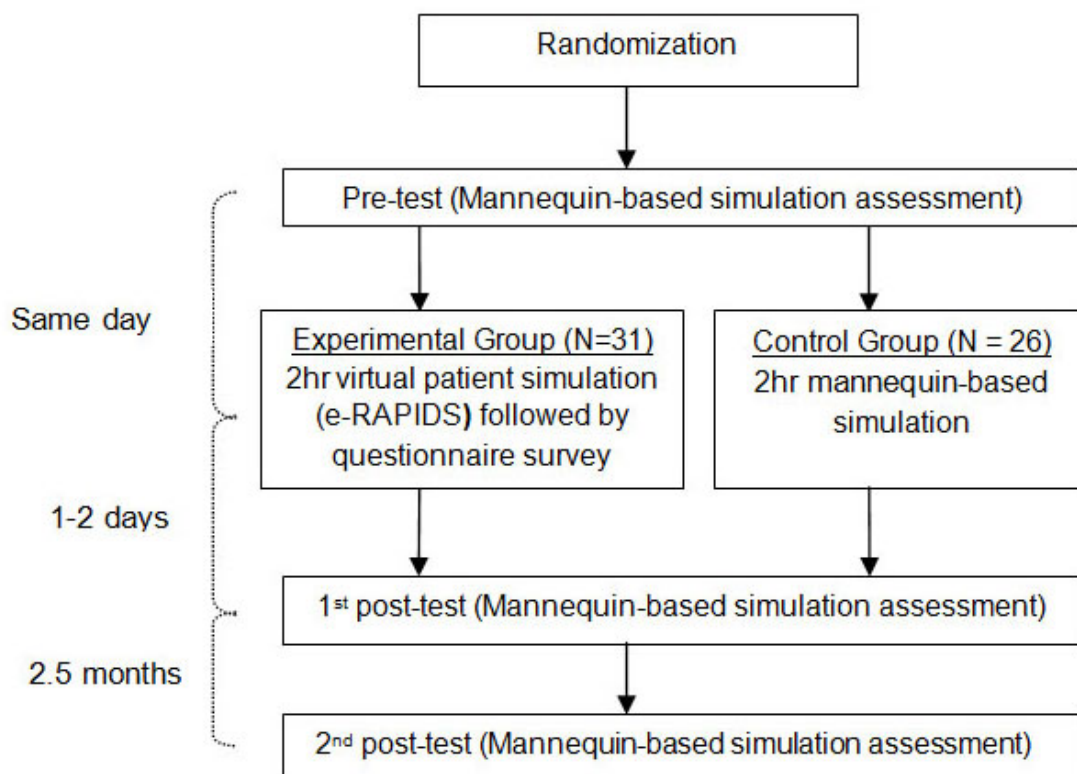 Randomization
Pre-test (Mannequin-based simulation assessment)
Same day
Experimental Group (N=31)
2hr virtual patient simulation
(e-RAPIDS) followed by
questionnaire survey
Control Group (N = 26)
2hr mannequin-based
simulation
1-2 days
1st post-test (Mannequin-based simulation assessment)
2.5 months
2nd post-test (Mannequin-based simulation assessment)